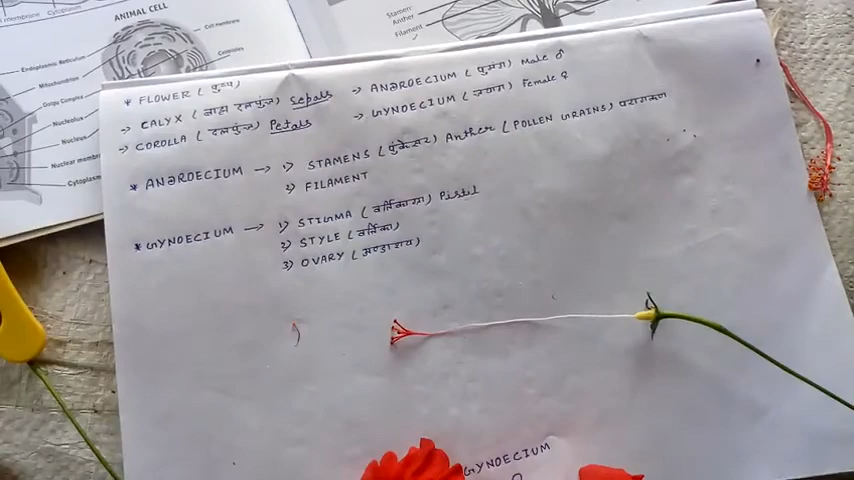 Cytoplasm
ANIMAL CELL
Cell membrane
Centrioles
Endoplasmic Reticulum
Mitochondrion
Golgi Complex
Nucleolus
Nucleus
Nuclear memb
Cytoplasm
Stamen:
Anther
Filament
* FLOWER (पुष्प)
→ CALYX (बाह्य दलपुंज) Sepals
→ COROLLA (दलपुंज) Petals
→ ANDROECIUM (पुमंग) Male ♂
→ GYNOECIUM (जायांग) Female ♀
* ANDROECIUM → 1) STAMENS (पुंकेसर) Anther (POLLEN GRAINS) परागकण
2) FILAMENT
* GYNOECIUM → 1) STIGMA (वर्तिकाग्र) Pistil
2) STYLE (वर्तिका)
3) OVARY (अण्डाशय)
GYNOECIUM
♀